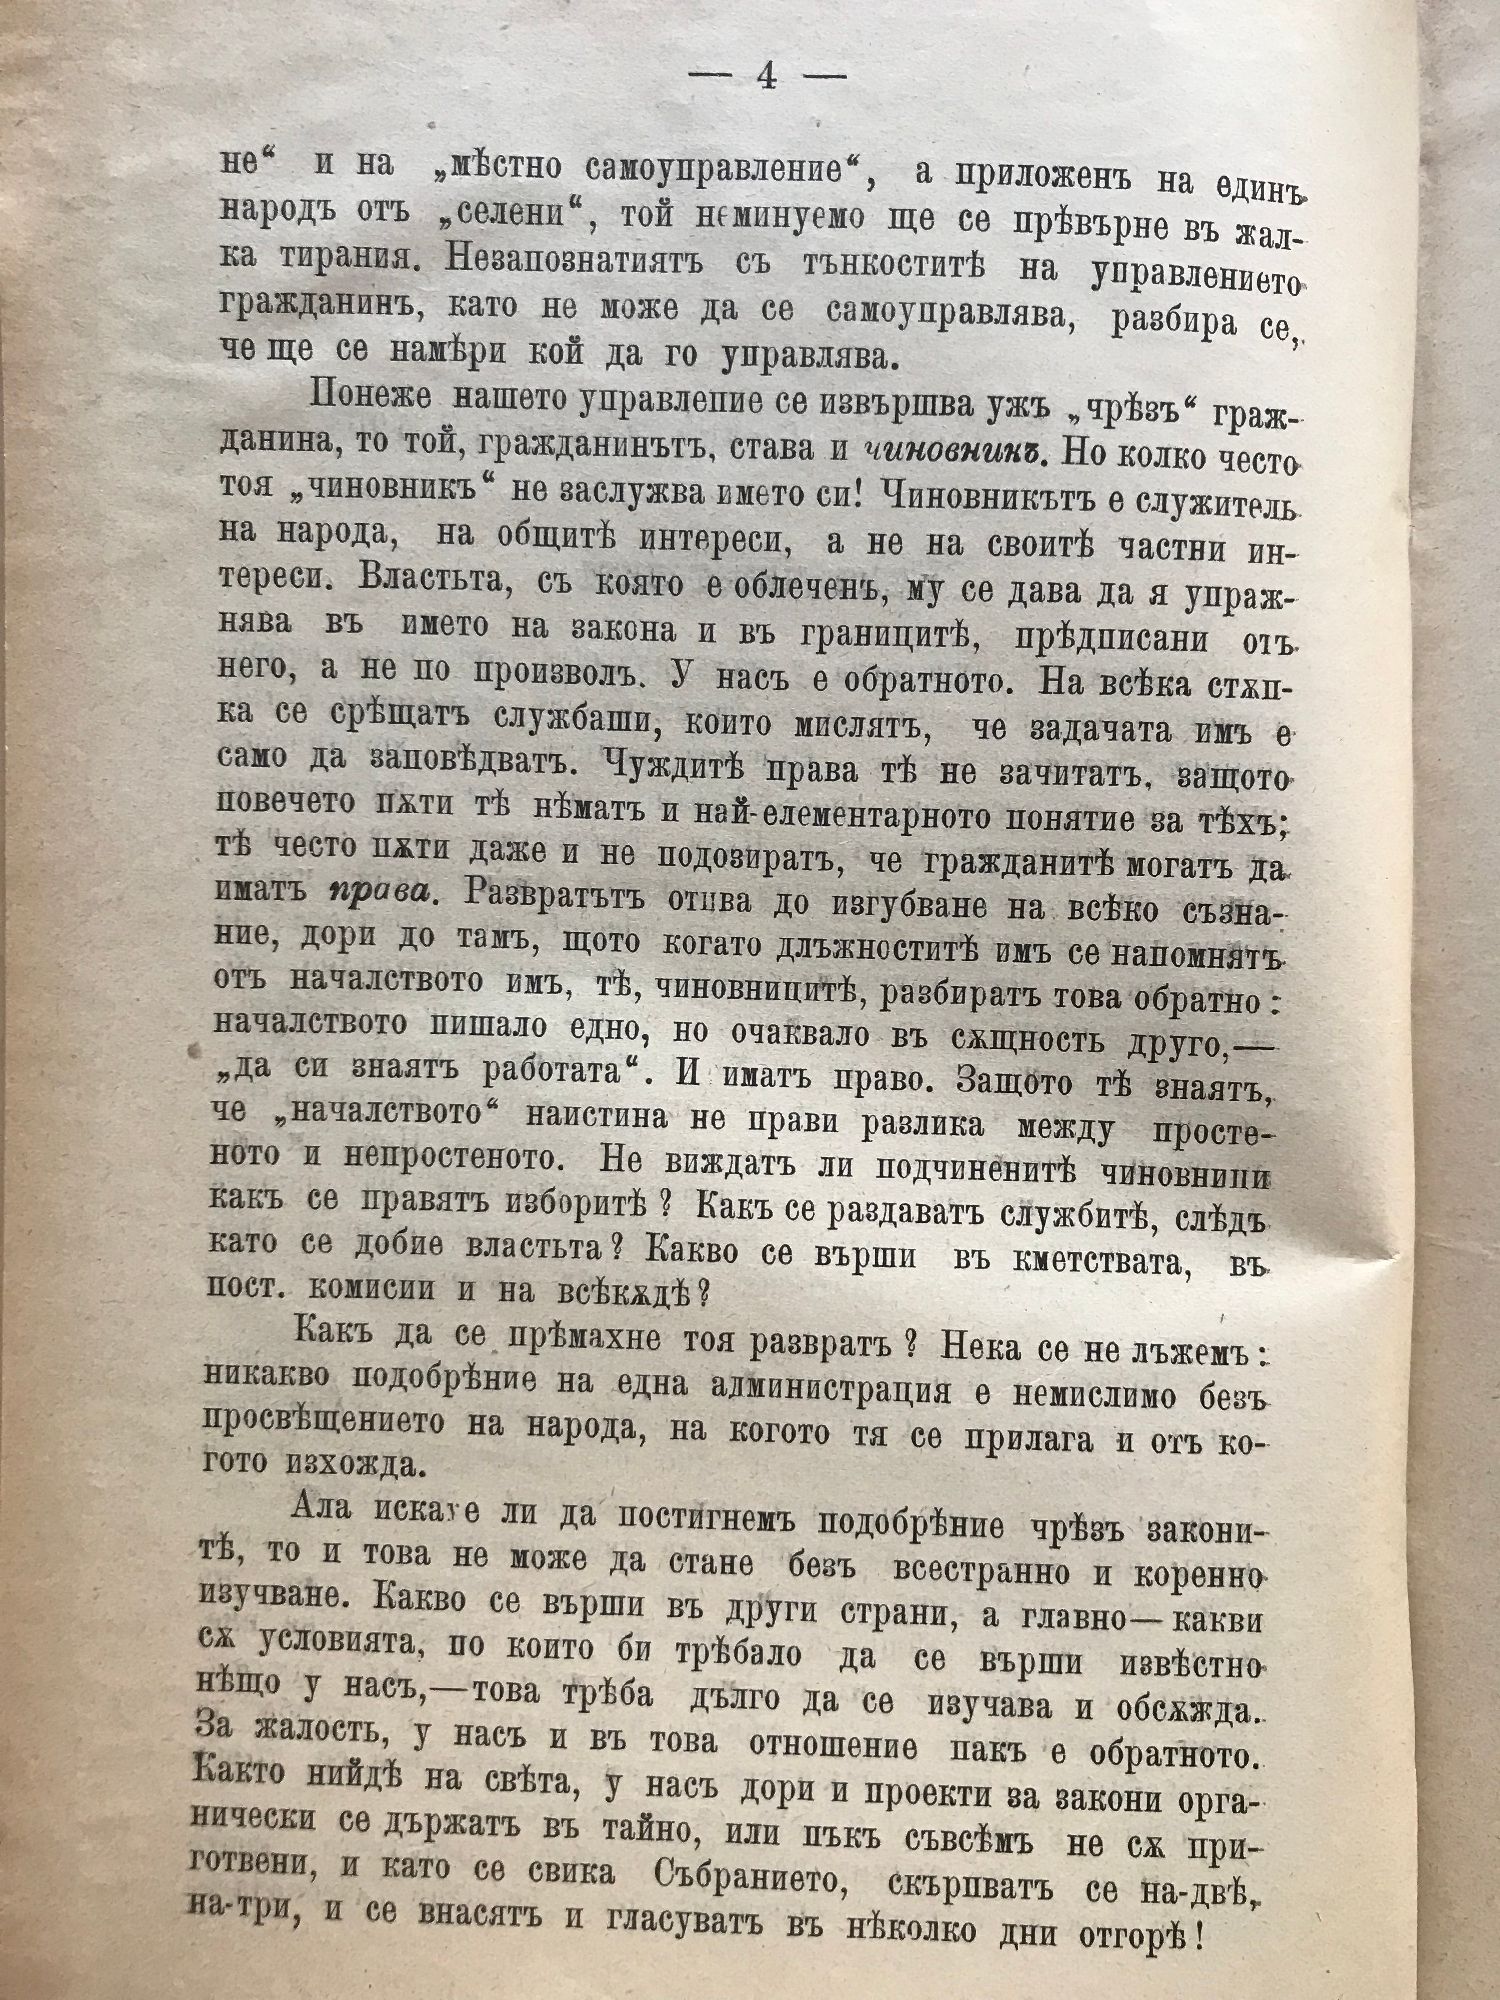 — 4 —
не“ и на „мѣстно самоуправление“, а приложенъ на единъ
народъ отъ „селени“, той неминуемо ще се прѣвърне въ жал-
ка тирания. Незапознатиятъ съ тънкоститѣ на управлението
гражданинъ, като не може да се самоуправлява, разбира се,
че ще се намѣри кой да го управлява.
Понеже нашето управление се извършва ужъ „чрѣзъ“ граж-
данина, то той, гражданинътъ, става и чиновникъ. Но колко често
тоя „чиновникъ“ не заслужва името си! Чиновникътъ е служитель
на народа, на общитѣ интереси, а не на своитѣ частни ин-
тереси. Властьта, съ която е облеченъ, му се дава да я упраж-
нява въ името на закона и въ границитѣ, прѣдписани отъ
него, а не по произволъ. У насъ е обратното. На всѣка стѫп-
ка се срѣщатъ службаши, които мислятъ, че задачата имъ е
само да заповѣдватъ. Чуждитѣ права тѣ не зачитатъ, защото
повечето пѫти тѣ нѣматъ и най-елементарното понятие за тѣхъ;
тѣ често пѫти даже и не подозиратъ, че гражданитѣ могатъ да
иматъ права. Развратътъ отива до изгубване на всѣко съзна-
ние, дори до тамъ, щото когато длъжноститѣ имъ се напомнятъ
отъ началството имъ, тѣ, чиновницитѣ, разбиратъ това обратно:
началството пишало едно, но очаквало въ сѫщность друго,—
„да си знаятъ работата“. И иматъ право. Защото тѣ знаятъ,
че „началството“ наистина не прави разлика между просте-
ното и непростеното. Не виждатъ ли подчиненитѣ чиновници
какъ се правятъ изборитѣ? Какъ се раздаватъ службитѣ, слѣдъ
като се добие властьта? Какво се върши въ кметствата, въ
пост. комисии и на всѣкѫдѣ?
Какъ да се прѣмахне тоя развратъ? Нека се не лъжемъ:
никакво подобрѣние на една администрация е немислимо безъ
просвѣщението на народа, на когото тя се прилага и отъ ко-
гото изхожда.
Ала искате ли да постигнемъ подобрѣние чрѣзъ закони-
тѣ, то и това не може да стане безъ всестранно и коренно
изучване. Какво се върши въ други страни, а главно—какви
сѫ условията, по които би трѣбало да се върши извѣстно
нѣщо у насъ,—това трѣба дълго да се изучава и обсѫжда.
За жалость, у насъ и въ това отношение пакъ е обратното.
Както нийдѣ на свѣта, у насъ дори и проекти за закони орга-
нически се държатъ въ тайно, или пъкъ съвсѣмъ не сѫ при-
готвени, и като се свика Събранието, скърпватъ се на-двѣ,
на-три, и се внасятъ и гласуватъ въ нѣколко дни отгорѣ!